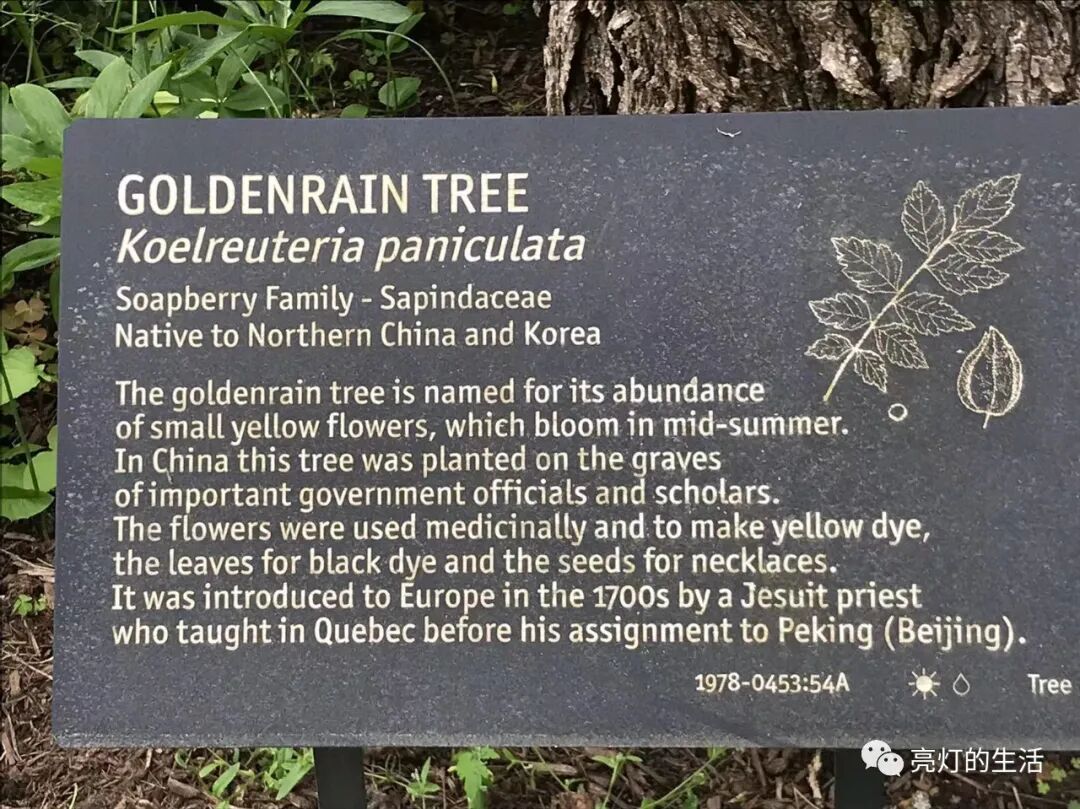 GOLDENRAIN TREE
Koelreuteria paniculata
Soapberry Family - Sapindaceae
Native to Northern China and Korea
The goldenrain tree is named for its abundance
of small yellow flowers, which bloom in mid-summer.
In China this tree was planted on the graves
of important government officials and scholars.
The flowers were used medicinally and to make yellow dye,
the leaves for black dye and the seeds for necklaces.
It was introduced to Europe in the 1700s by a Jesuit priest
who taught in Quebec before his assignment to Peking (Beijing).
1978-0453:54A Tree
亮灯的生活